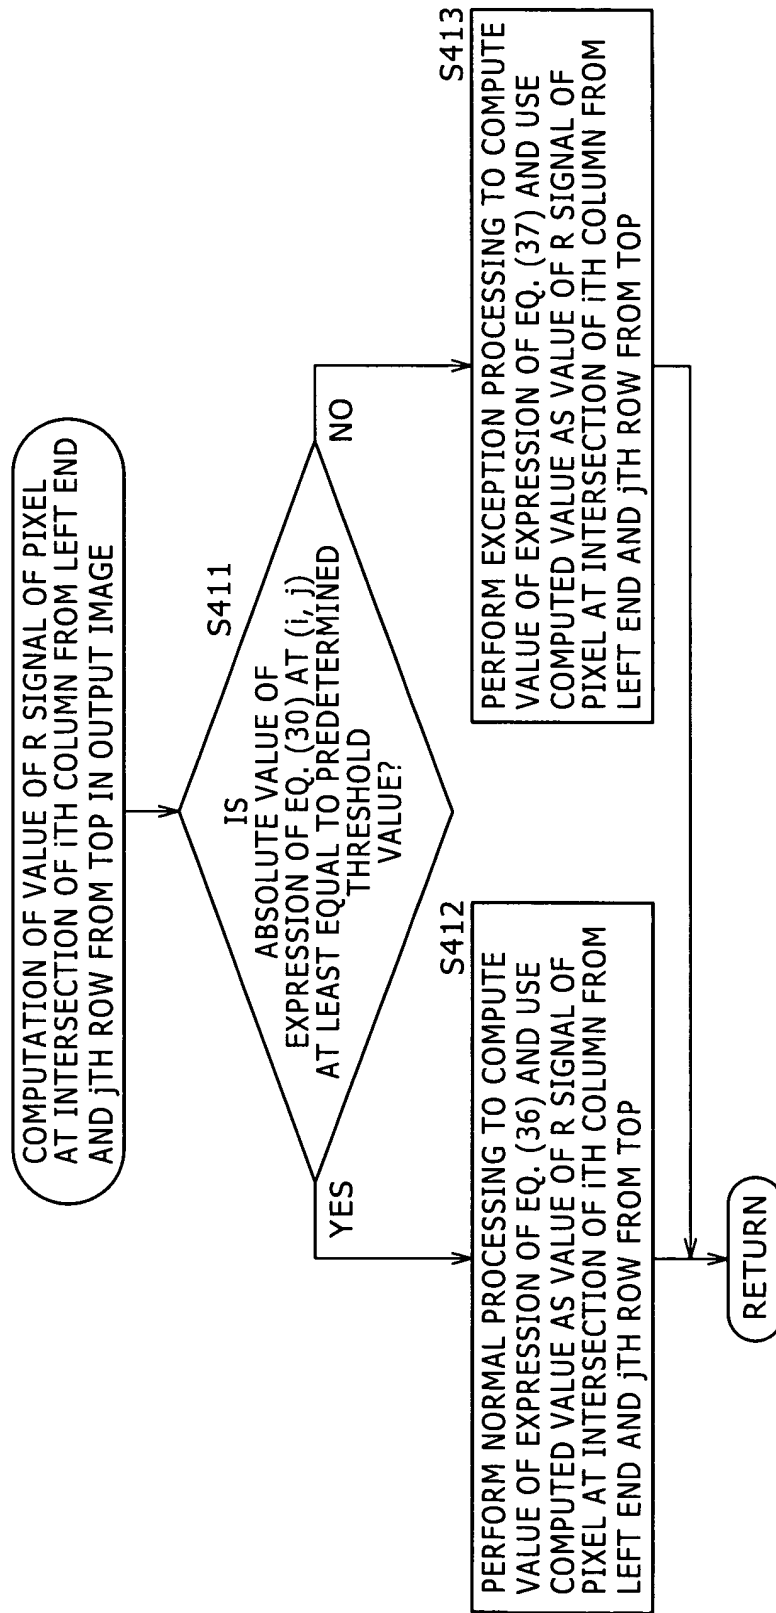 COMPUTATION OF VALUE OF R SIGNAL OF PIXEL
AT INTERSECTION OF iTH COLUMN FROM LEFT END
AND jTH ROW FROM TOP IN OUTPUT IMAGE
S411
IS
ABSOLUTE VALUE OF
EXPRESSION OF EQ. (30) AT (i, j)
AT LEAST EQUAL TO PREDETERMINED
THRESHOLD
VALUE?
YES
NO
S412
PERFORM NORMAL PROCESSING TO COMPUTE
VALUE OF EXPRESSION OF EQ. (36) AND USE
COMPUTED VALUE AS VALUE OF R SIGNAL OF
PIXEL AT INTERSECTION OF iTH COLUMN FROM
LEFT END AND jTH ROW FROM TOP
S413
PERFORM EXCEPTION PROCESSING TO COMPUTE
VALUE OF EXPRESSION OF EQ. (37) AND USE
COMPUTED VALUE AS VALUE OF R SIGNAL OF
PIXEL AT INTERSECTION OF iTH COLUMN FROM
LEFT END AND jTH ROW FROM TOP
RETURN